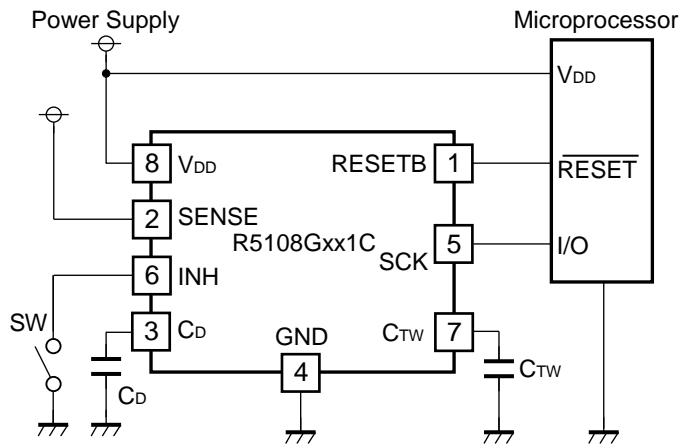 Power Supply
Microprocessor
VDD
8 VDD
RESETB 1
RESET
2 SENSE
R5108Gxx1C
SCK 5
I/O
6 INH
SW
3 CD
GND
CTW 7
4
CD
CTW